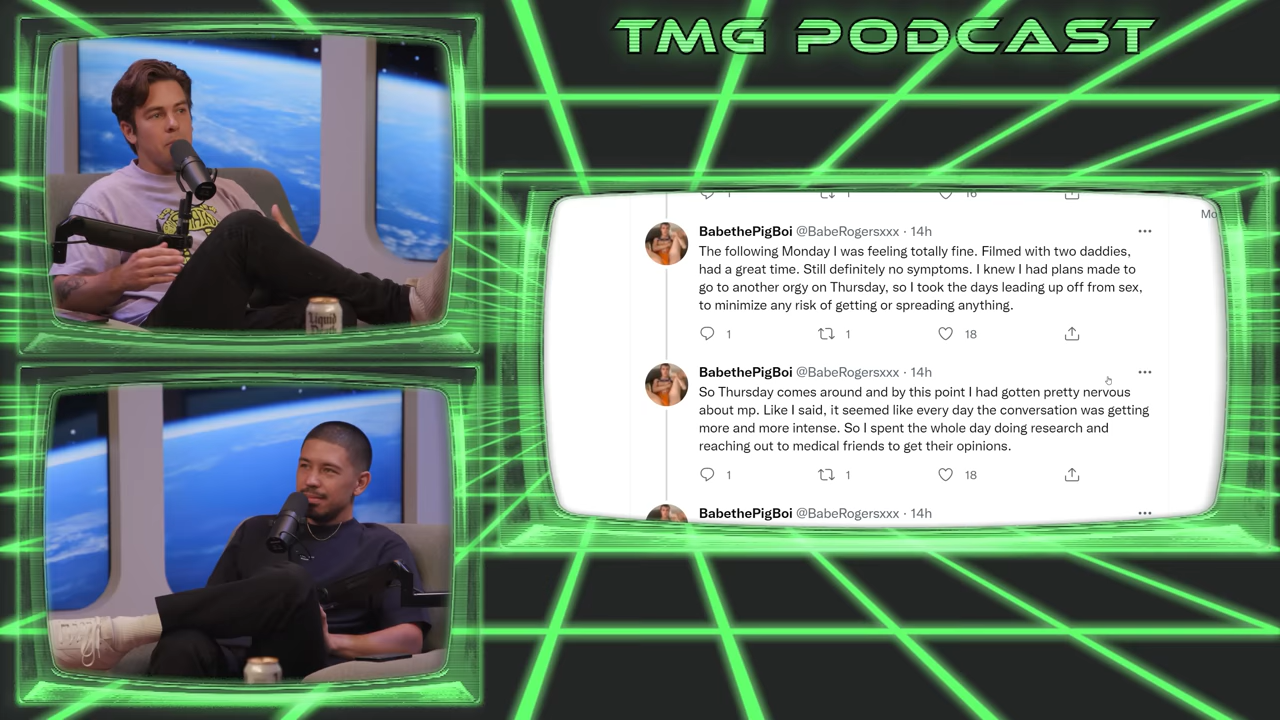 TMG PODCAST
1
1
16
Mo
BabethePigBoi @BabeRogersxxx · 14h
The following Monday I was feeling totally fine. Filmed with two daddies,
had a great time. Still definitely no symptoms. I knew I had plans made to
go to another orgy on Thursday, so I took the days leading up off from sex,
to minimize any risk of getting or spreading anything.
1
1
18
BabethePigBoi @BabeRogersxxx · 14h
So Thursday comes around and by this point I had gotten pretty nervous
about mp. Like I said, it seemed like every day the conversation was getting
more and more intense. So I spent the whole day doing research and
reaching out to medical friends to get their opinions.
1
1
18
BabethePigBoi @BabeRogersxxx · 14h
Liquid